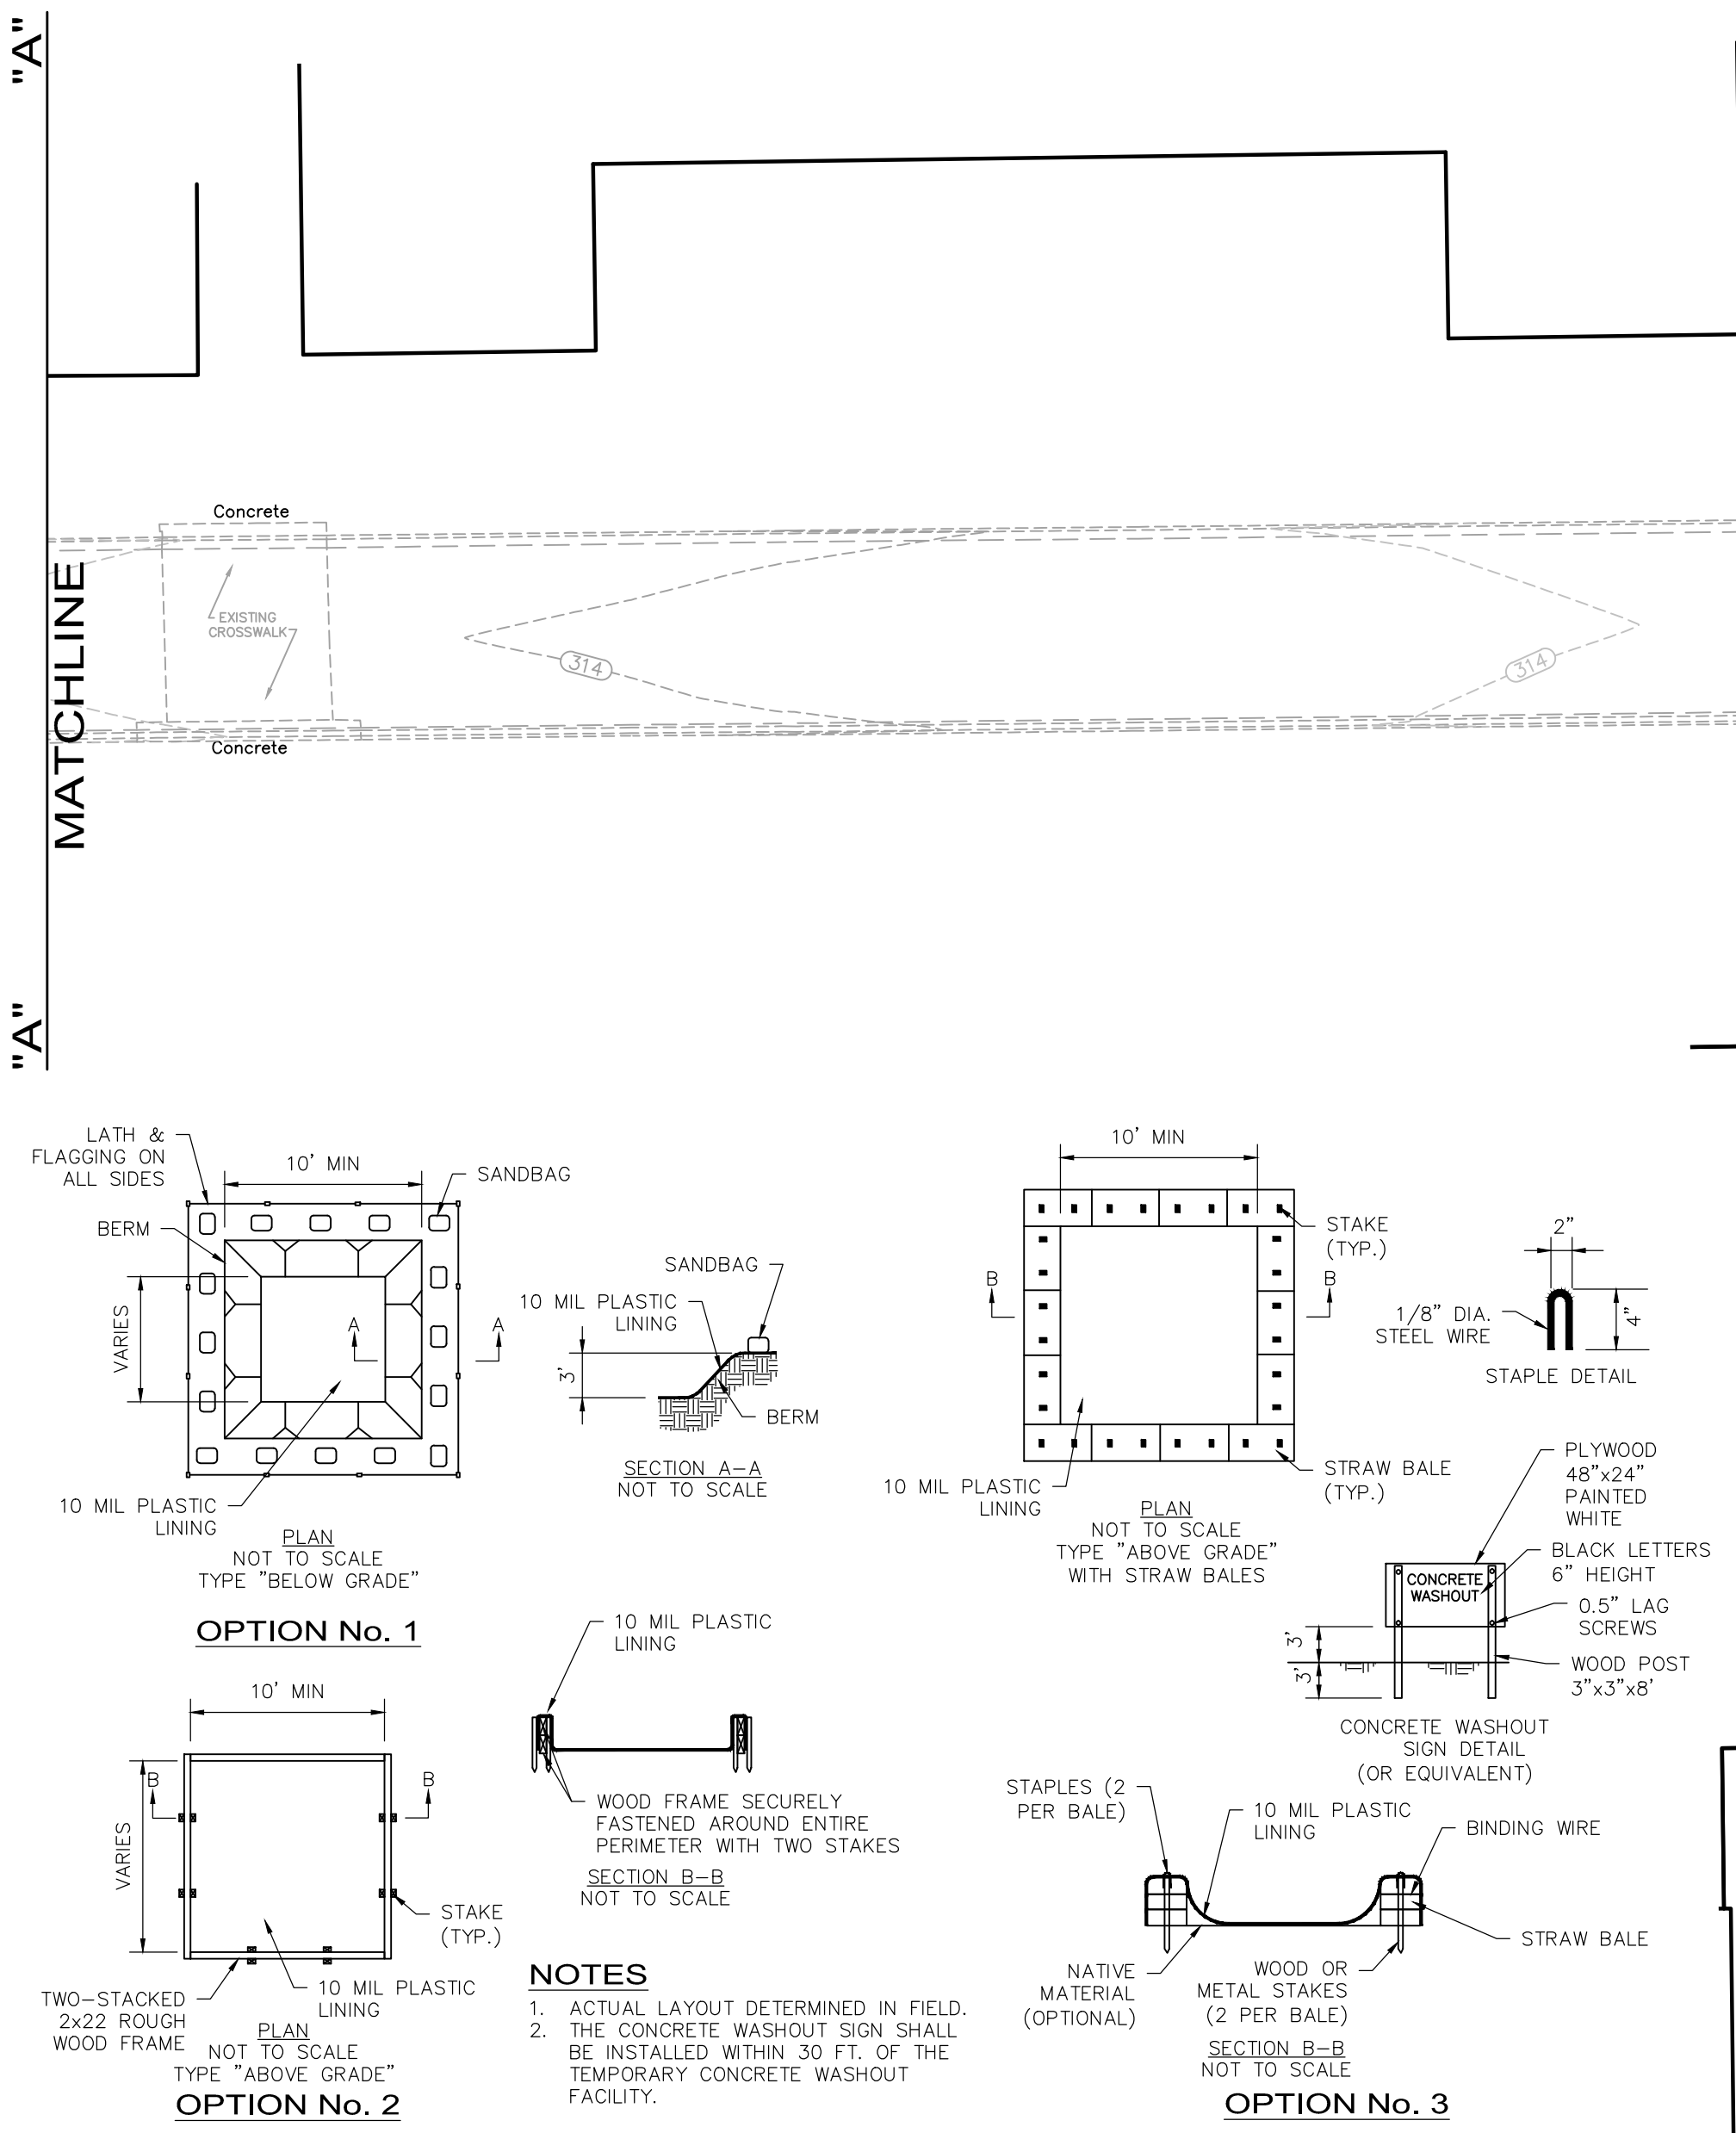 "A"
MATCHLINE
"A"
Concrete
EXISTING
CROSSWALK
Concrete
314
314
LATH &
FLAGGING ON
ALL SIDES
10' MIN
SANDBAG
BERM
VARIES
A
A
10 MIL PLASTIC
LINING
PLAN
NOT TO SCALE
TYPE "BELOW GRADE"
OPTION No. 1
SANDBAG
10 MIL PLASTIC
LINING
3'
BERM
SECTION A-A
NOT TO SCALE
10' MIN
STAKE
(TYP.)
B
B
10 MIL PLASTIC
LINING
STRAW BALE
(TYP.)
PLAN
NOT TO SCALE
TYPE "ABOVE GRADE"
WITH STRAW BALES
2"
1/8" DIA.
STEEL WIRE
4"
STAPLE DETAIL
PLYWOOD
48"x24"
PAINTED
WHITE
BLACK LETTERS
6" HEIGHT
CONCRETE
WASHOUT
0.5" LAG
SCREWS
3'
3'
WOOD POST
3"x3"x8'
CONCRETE WASHOUT
SIGN DETAIL
(OR EQUIVALENT)
10' MIN
B
B
VARIES
STAKE
(TYP.)
TWO-STACKED
2x22 ROUGH
WOOD FRAME
10 MIL PLASTIC
LINING
PLAN
NOT TO SCALE
TYPE "ABOVE GRADE"
OPTION No. 2
10 MIL PLASTIC
LINING
WOOD FRAME SECURELY
FASTENED AROUND ENTIRE
PERIMETER WITH TWO STAKES
SECTION B-B
NOT TO SCALE
NOTES
1. ACTUAL LAYOUT DETERMINED IN FIELD.
2. THE CONCRETE WASHOUT SIGN SHALL
BE INSTALLED WITHIN 30 FT. OF THE
TEMPORARY CONCRETE WASHOUT
FACILITY.
STAPLES (2
PER BALE)
10 MIL PLASTIC
LINING
BINDING WIRE
STRAW BALE
NATIVE
MATERIAL
(OPTIONAL)
WOOD OR
METAL STAKES
(2 PER BALE)
SECTION B-B
NOT TO SCALE
OPTION No. 3